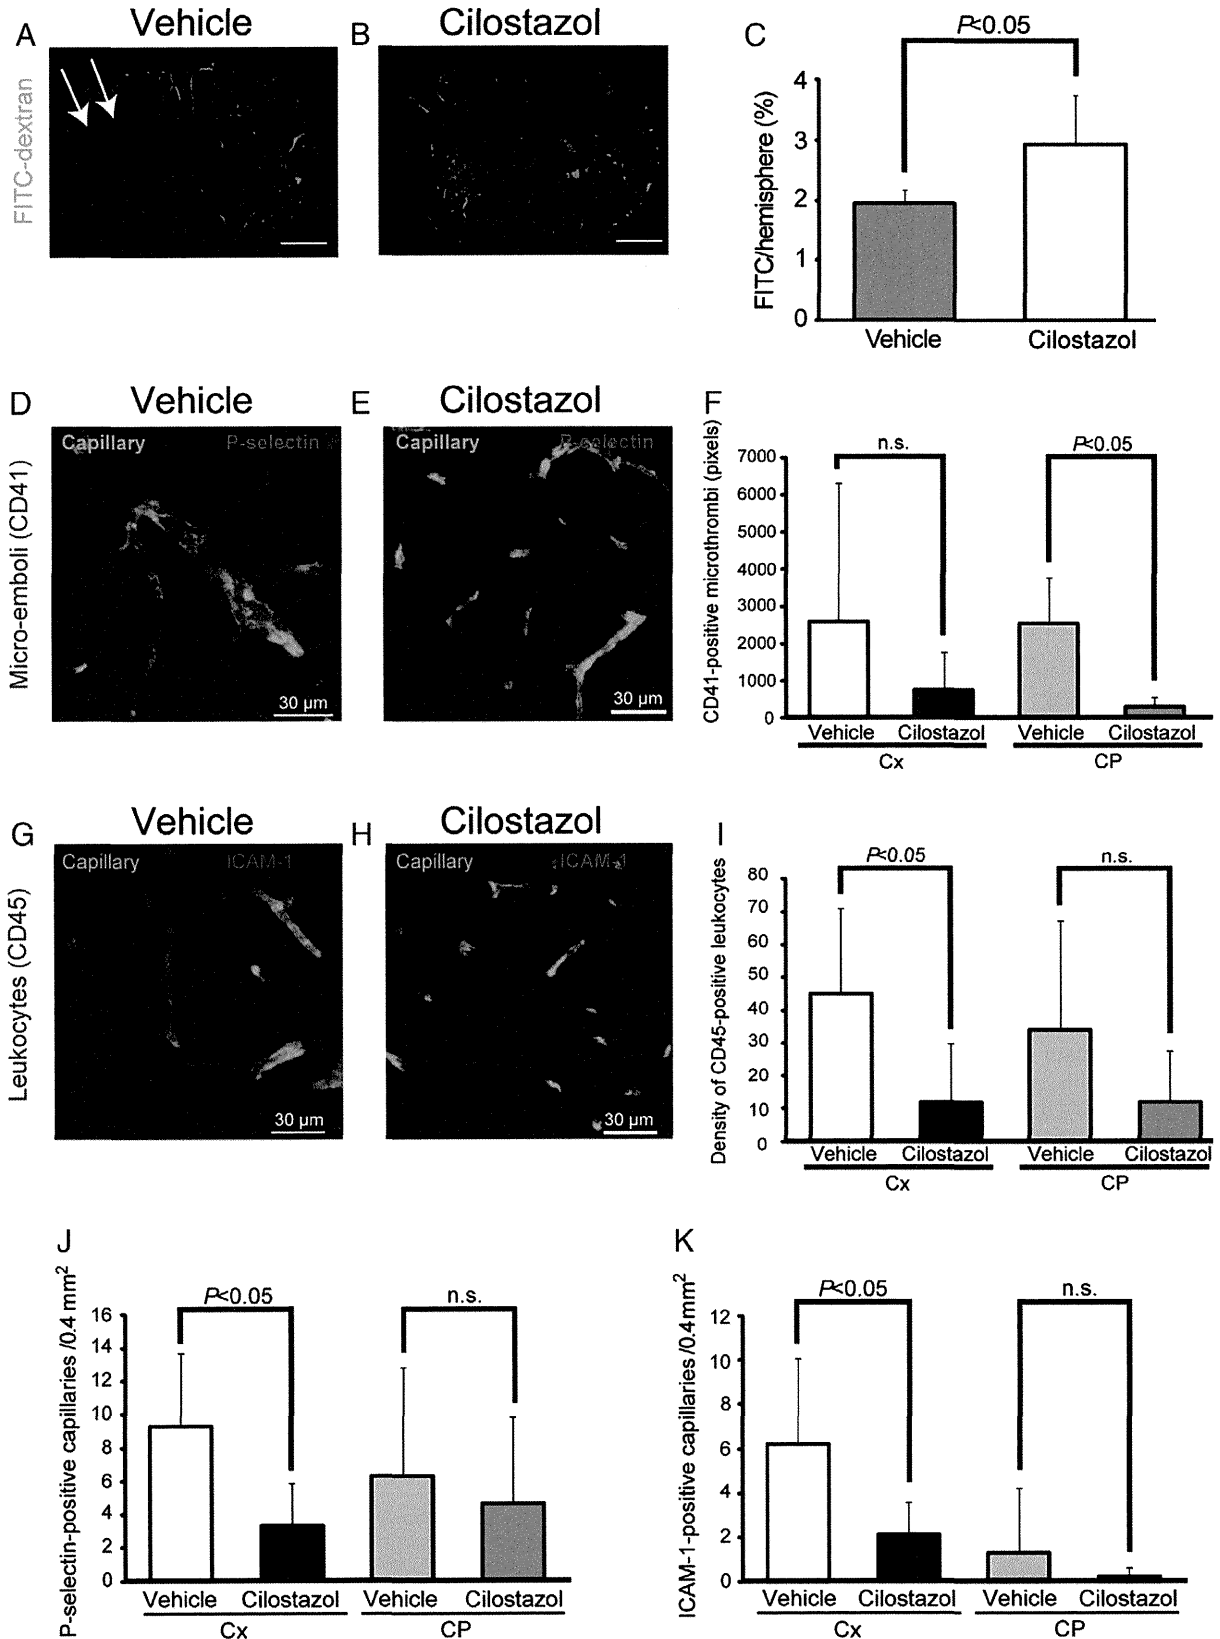 A
Vehicle
B
Cilostazol
FITC-dextran
C
P<0.05
FITC/hemisphere (%)
4
3
2
1
0
Vehicle
Cilostazol
D
Vehicle
E
Cilostazol
Micro-emboli (CD41)
Capillary
P-selectin
30 µm
Capillary
P-selectin
30 µm
F
CD41-positive microthrombi (pixels)
n.s.
P<0.05
7000
6000
5000
4000
3000
2000
1000
0
Vehicle Cilostazol Vehicle Cilostazol
Cx CP
G
Vehicle
H
Cilostazol
Leukocytes (CD45)
Capillary
ICAM-1
30 µm
Capillary
ICAM-1
30 µm
I
Density of CD45-positive leukocytes
P<0.05
n.s.
80
70
60
50
40
30
20
10
0
Vehicle Cilostazol Vehicle Cilostazol
Cx CP
J
P-selectin-positive capillaries /0.4 mm²
P<0.05
n.s.
16
14
12
10
8
6
4
2
0
Vehicle Cilostazol Vehicle Cilostazol
Cx CP
K
ICAM-1-positive capillaries /0.4 mm²
P<0.05
n.s.
12
10
8
6
4
2
0
Vehicle Cilostazol Vehicle Cilostazol
Cx CP